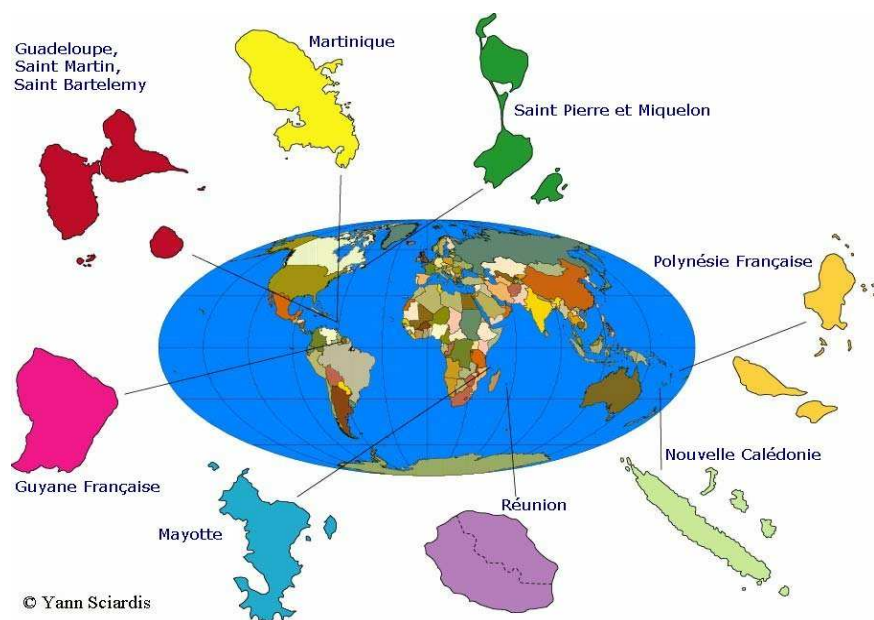 Guadeloupe,
Saint Martin,
Saint Bartelemy
Martinique
Saint Pierre et Miquelon
Polynésie Française
Guyane Française
Nouvelle Calédonie
Mayotte
Réunion
© Yann Sciardis